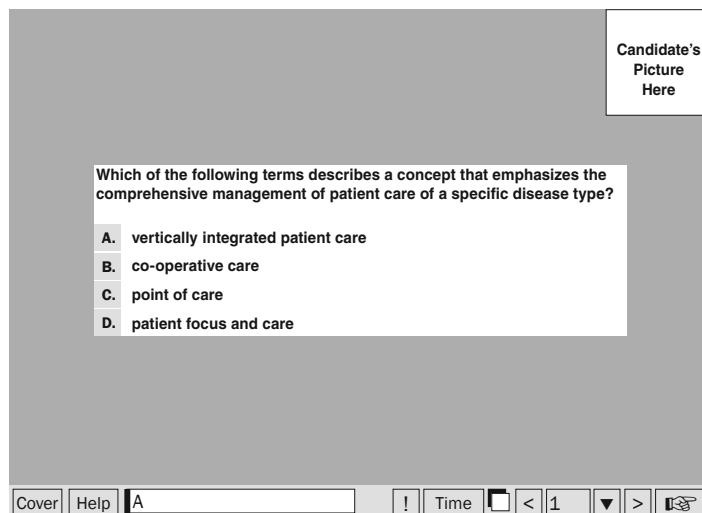 Candidate's
Picture
Here
Which of the following terms describes a concept that emphasizes the
comprehensive management of patient care of a specific disease type?
A. vertically integrated patient care
B. co-operative care
C. point of care
D. patient focus and care
Cover Help A ! Time < 1 ▼ > ☞